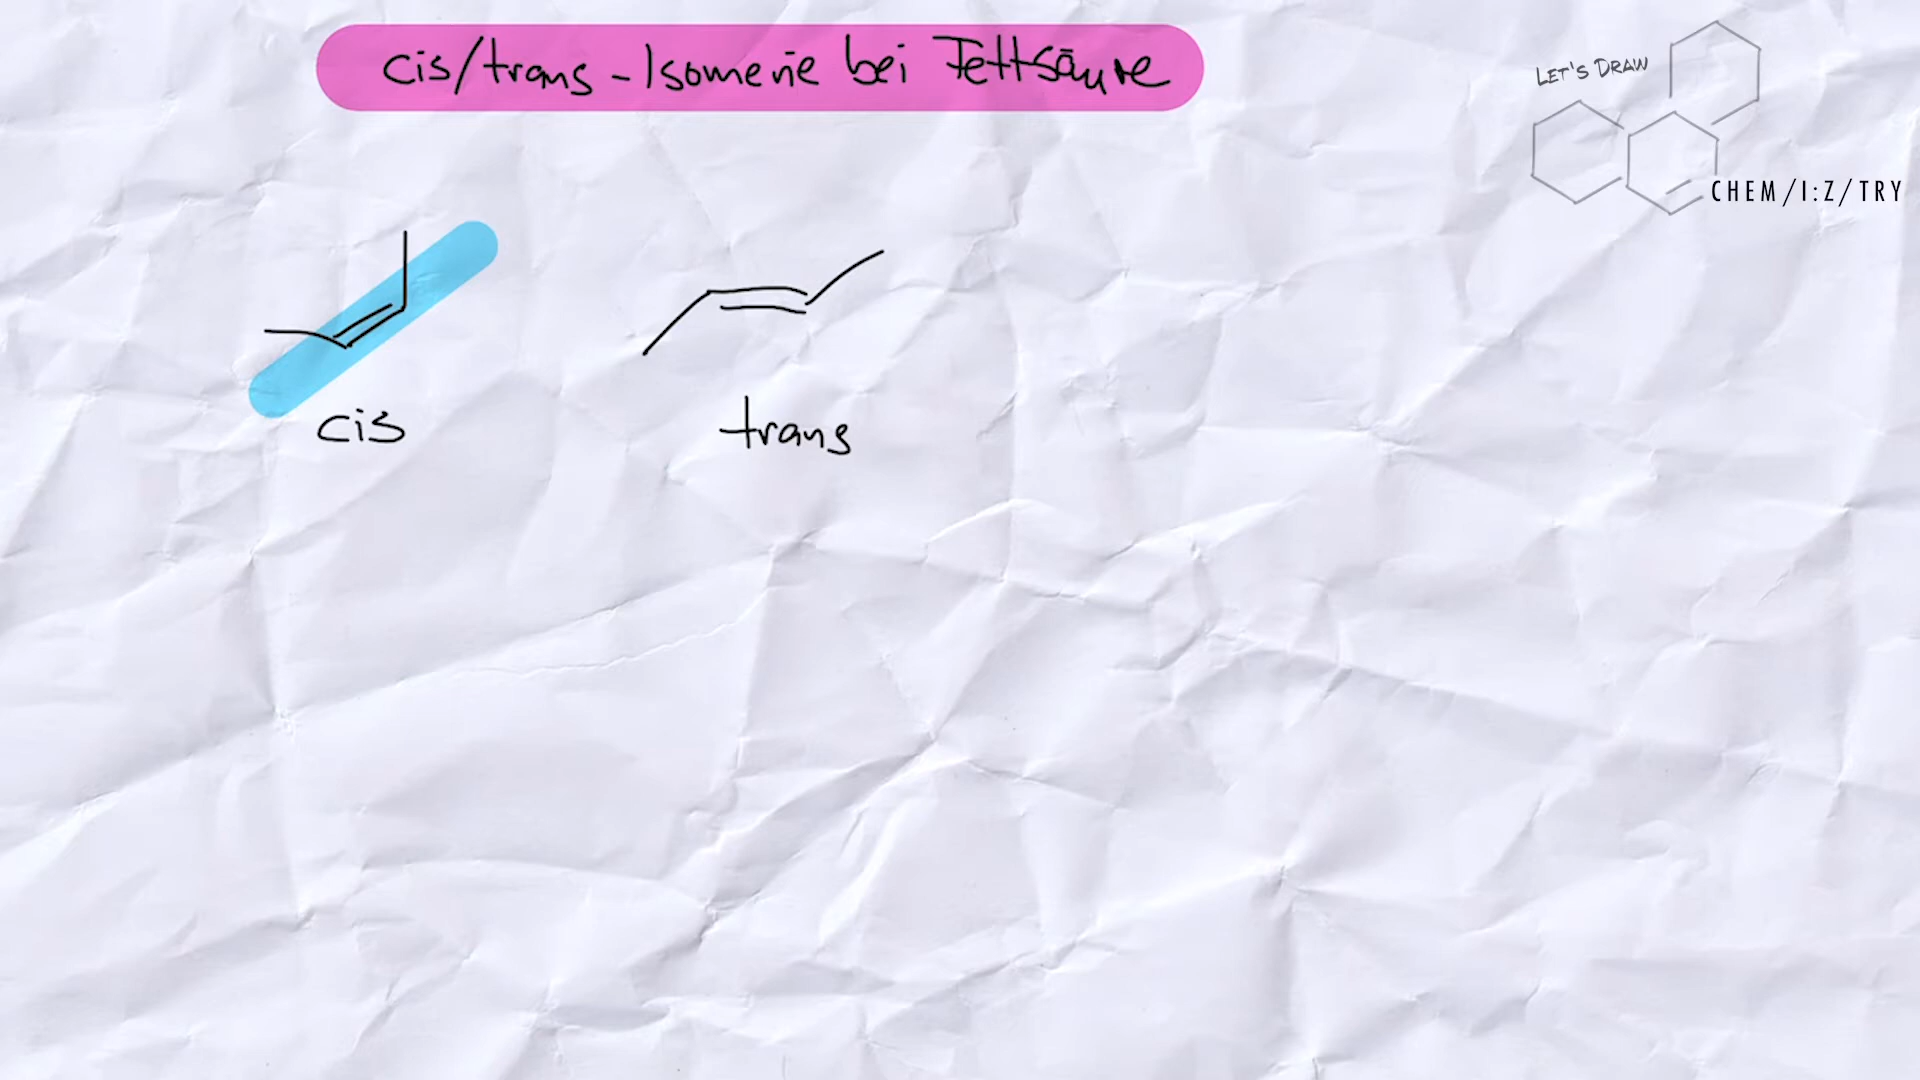 cis/trans - Isomerie bei Fettsäure
LET'S DRAW
CHEM/I:Z/TRY
cis
trans